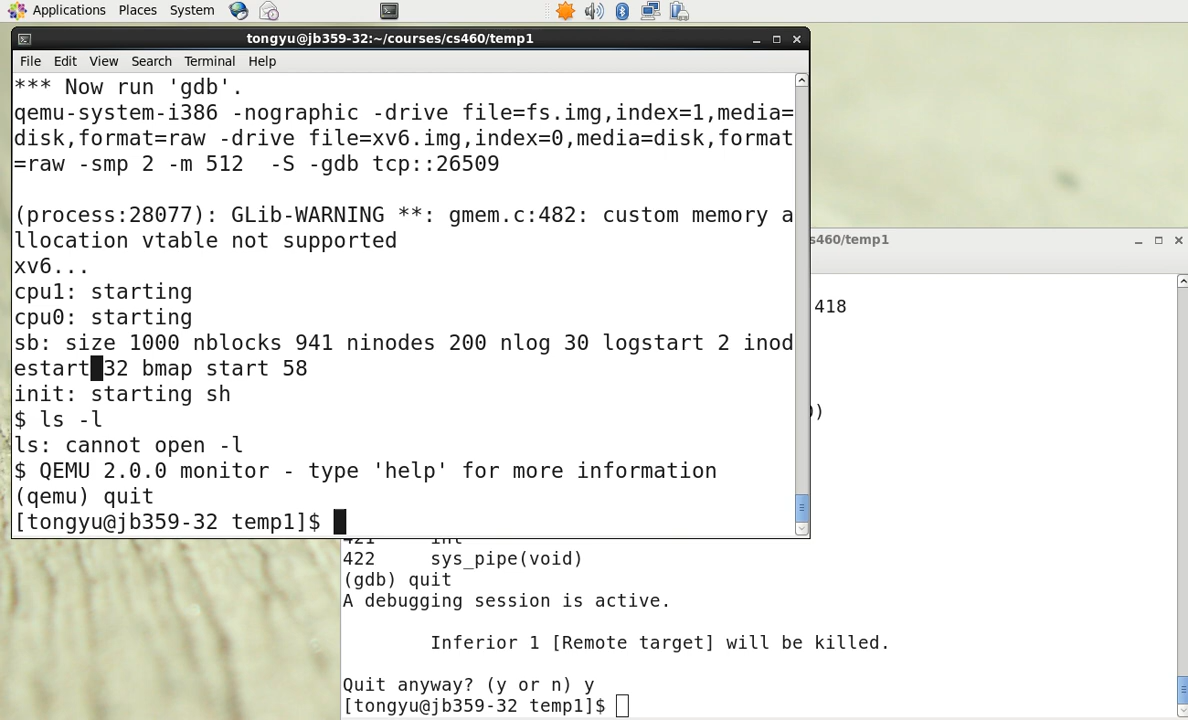 Applications Places System
tongyu@jb359-32:~/courses/cs460/temp1
File Edit View Search Terminal Help
*** Now run 'gdb'.
qemu-system-i386 -nographic -drive file=fs.img,index=1,media=
disk,format=raw -drive file=xv6.img,index=0,media=disk,format
=raw -smp 2 -m 512  -S -gdb tcp::26509
(process:28077): GLib-WARNING **: gmem.c:482: custom memory a
llocation vtable not supported
xv6...
cpu1: starting
cpu0: starting
sb: size 1000 nblocks 941 ninodes 200 nlog 30 logstart 2 inod
estart 32 bmap start 58
init: starting sh
$ ls -l
ls: cannot open -l
$ QEMU 2.0.0 monitor - type 'help' for more information
(qemu) quit
[tongyu@jb359-32 temp1]$
s460/temp1
418
)
422 sys_pipe(void)
(gdb) quit
A debugging session is active.
Inferior 1 [Remote target] will be killed.
Quit anyway? (y or n) y
[tongyu@jb359-32 temp1]$